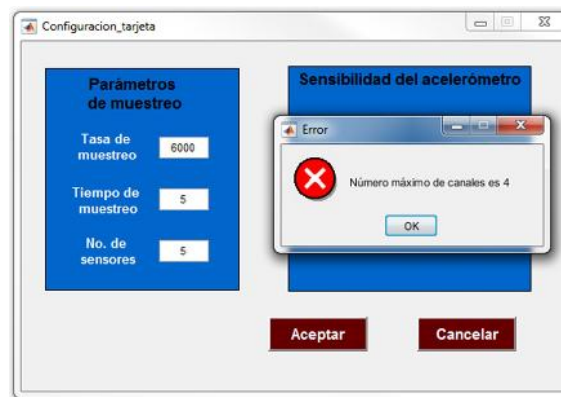 Configuracion_tarjeta
Parámetros
de muestreo
Tasa de
muestreo
6000
Tiempo de
muestreo
5
No. de
sensores
5
Sensibilidad del acelerómetro
Error
Número máximo de canales es 4
OK
Aceptar
Cancelar